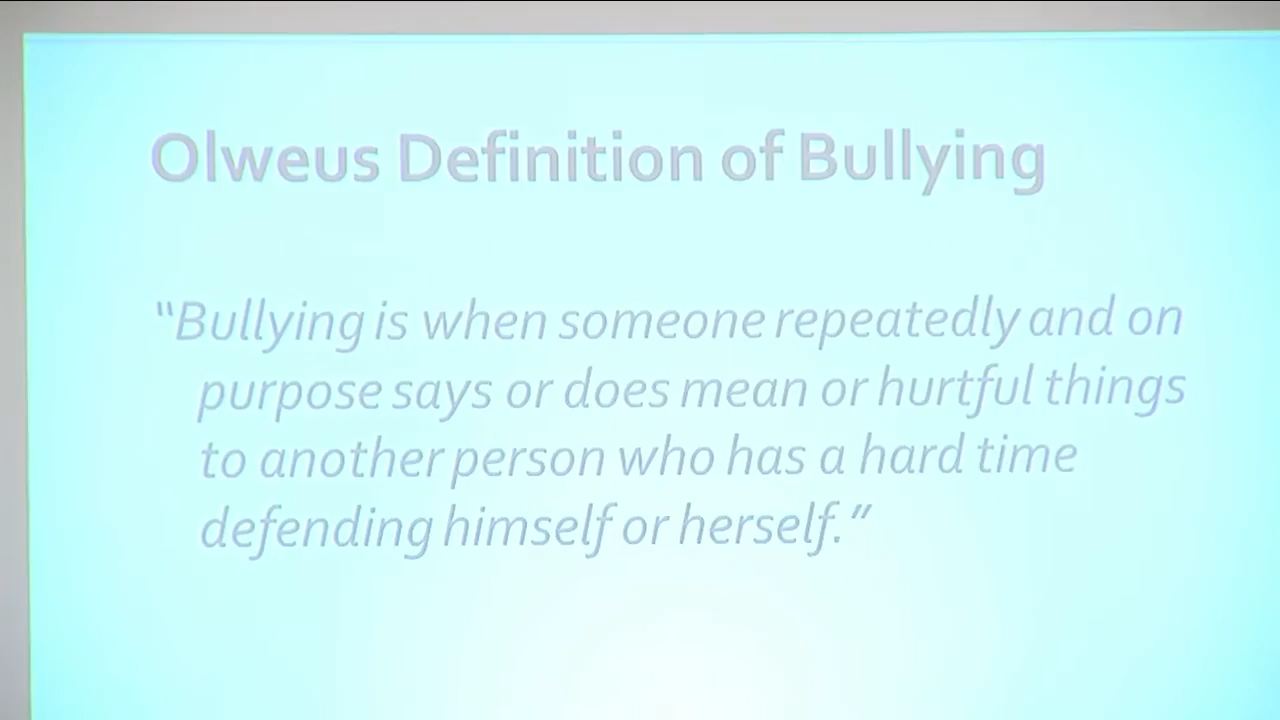 Olweus Definition of Bullying
“Bullying is when someone repeatedly and on
purpose says or does mean or hurtful things
to another person who has a hard time
defending himself or herself.”